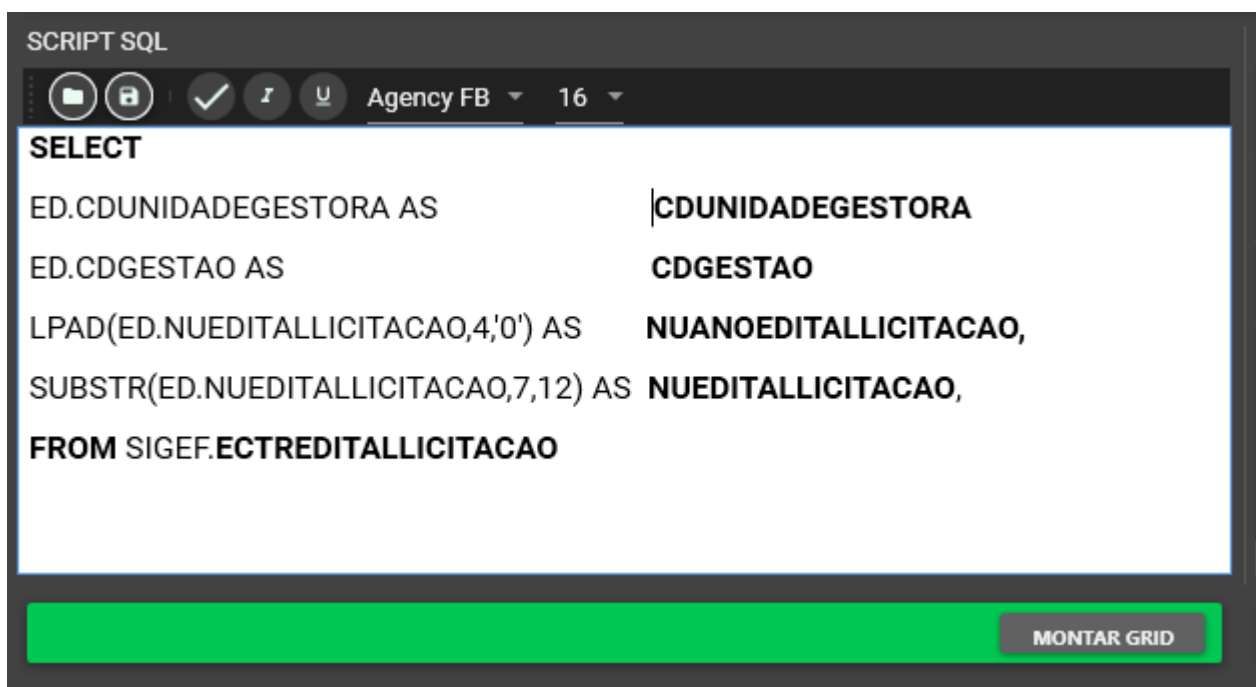 SCRIPT SQL
I U Agency FB 16
SELECT
ED.CDUNIDADEGESTORA AS CDUNIDADEGESTORA
ED.CDGESTAO AS CDGESTAO
LPAD(ED.NUEDITALLICITACAO,4,'0') AS NUANOEDITALLICITACAO,
SUBSTR(ED.NUEDITALLICITACAO,7,12) AS NUEDITALLICITACAO,
FROM SIGEF.ECTREDITALLICITACAO
MONTAR GRID